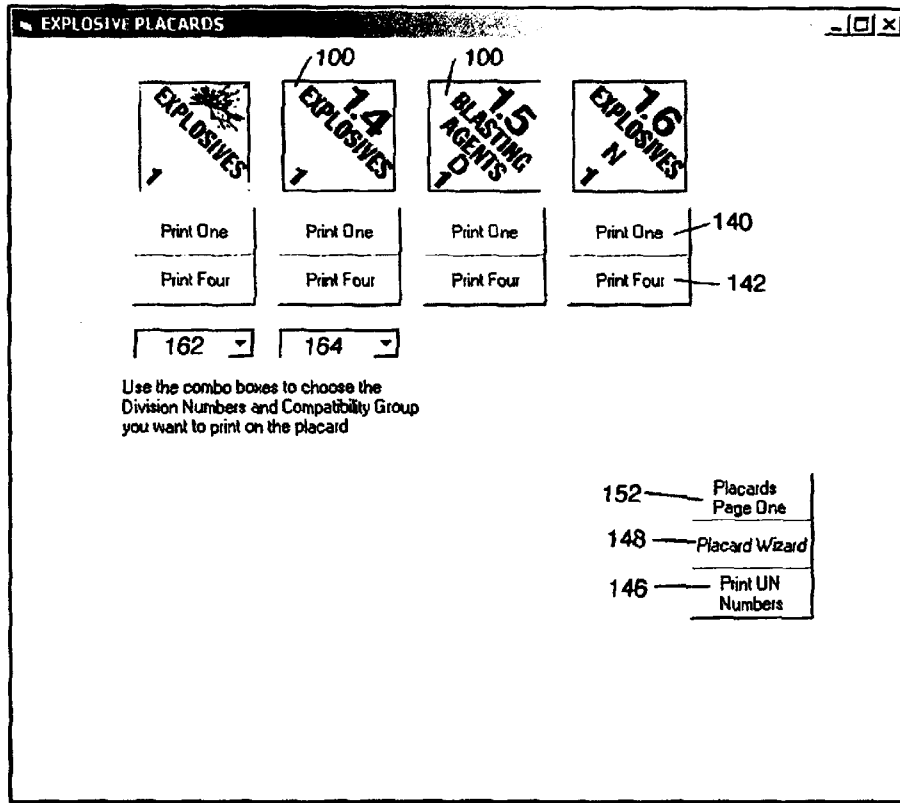 EXPLOSIVE PLACARDS
100 100
EXPLOSIVES
1
1.4
EXPLOSIVES
1
1.5
BLASTING
AGENTS
D
1
1.6
EXPLOSIVES
N
1
Print One Print One Print One Print One 140
Print Four Print Four Print Four Print Four 142
162 164
Use the combo boxes to choose the
Division Numbers and Compatibility Group
you want to print on the placard
152 Placards
Page One
148 Placard Wizard
146 Print UN
Numbers